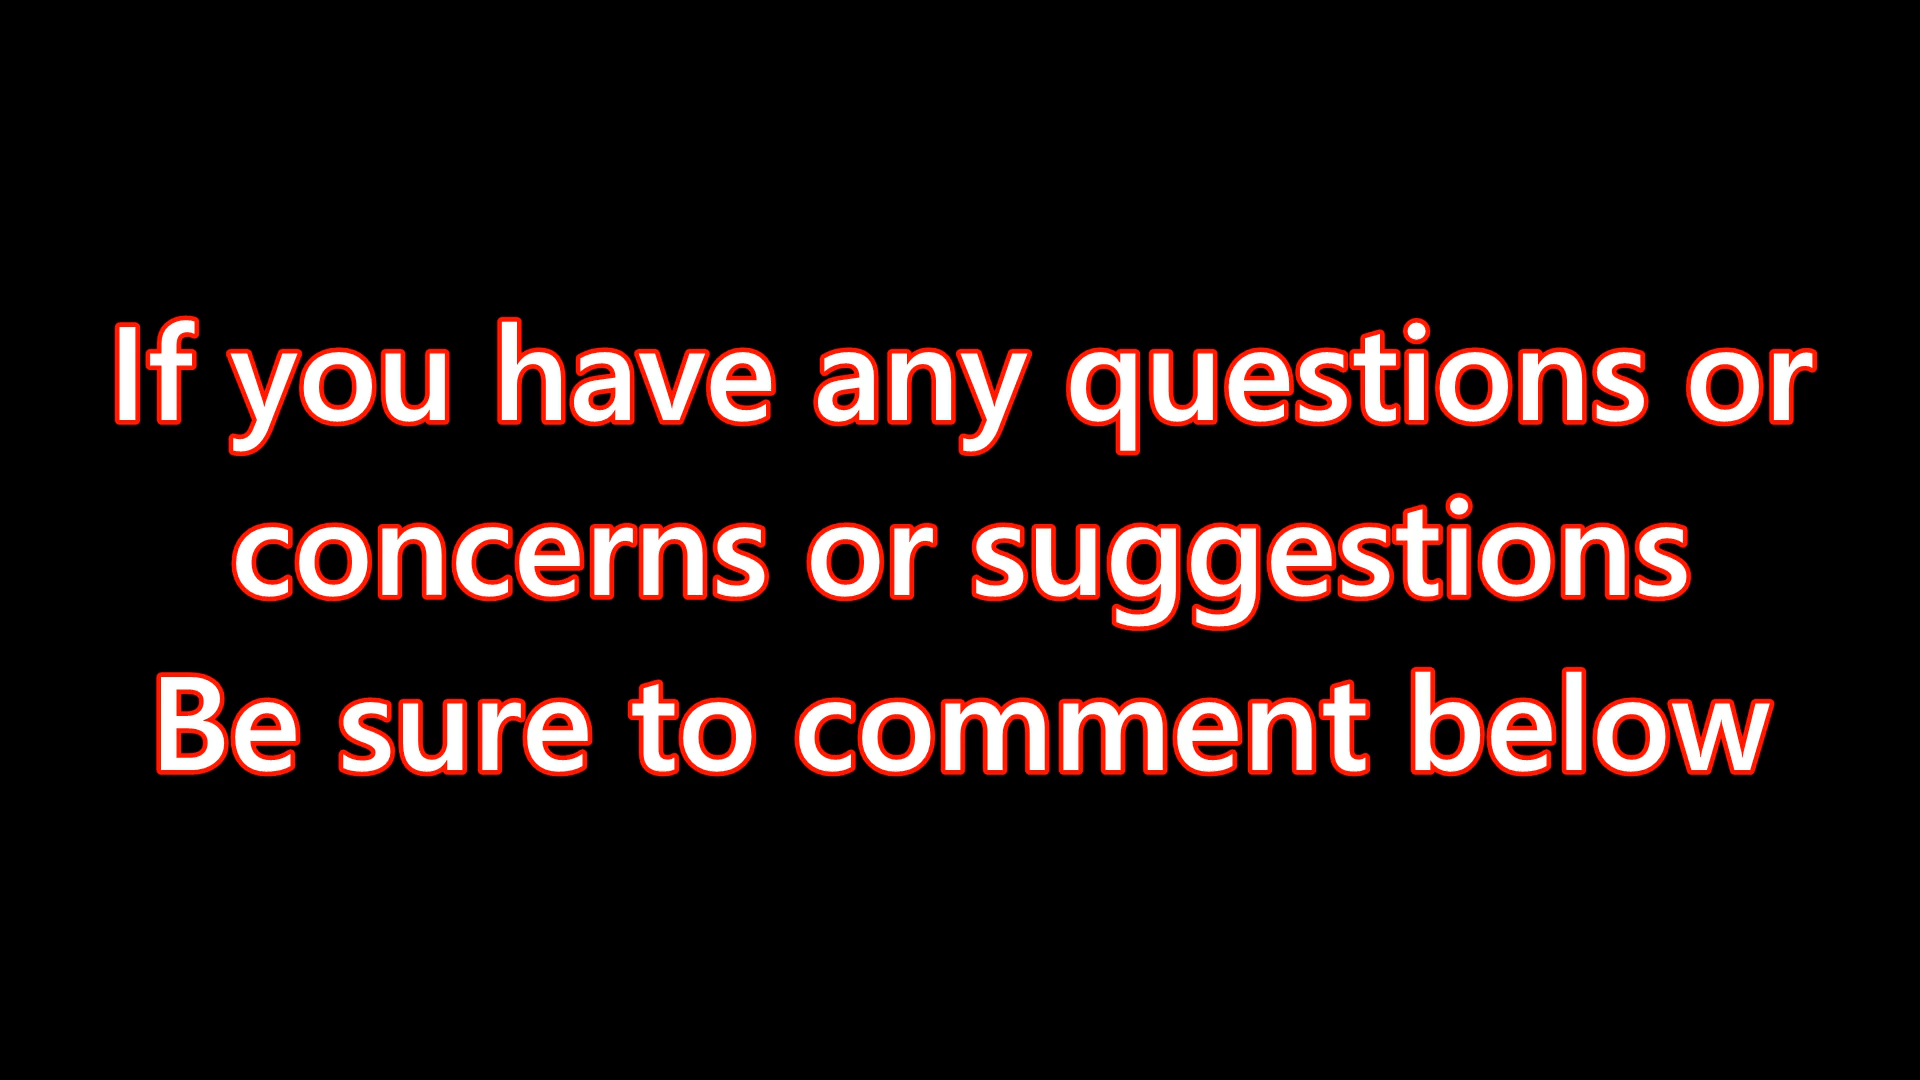 If you have any questions or
concerns or suggestions
Be sure to comment below